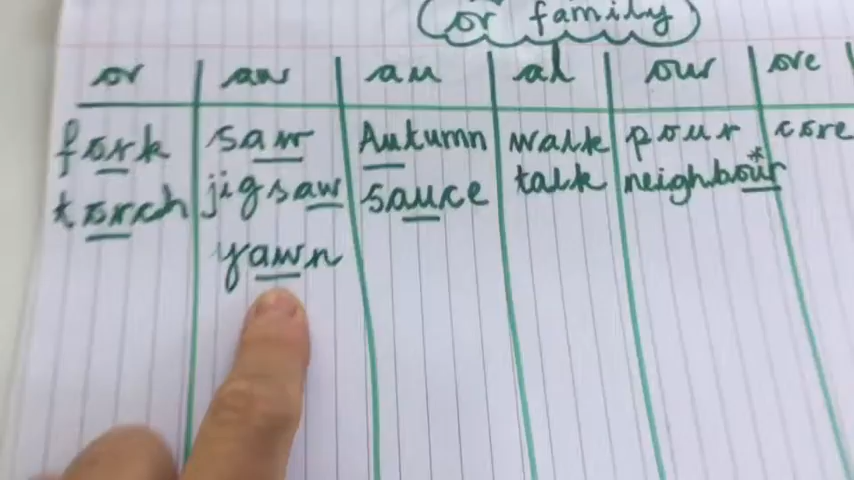 or family
or aw au al our ore
fork saw Autumn walk pour core
torch jigsaw sauce talk neighbour*
yawn